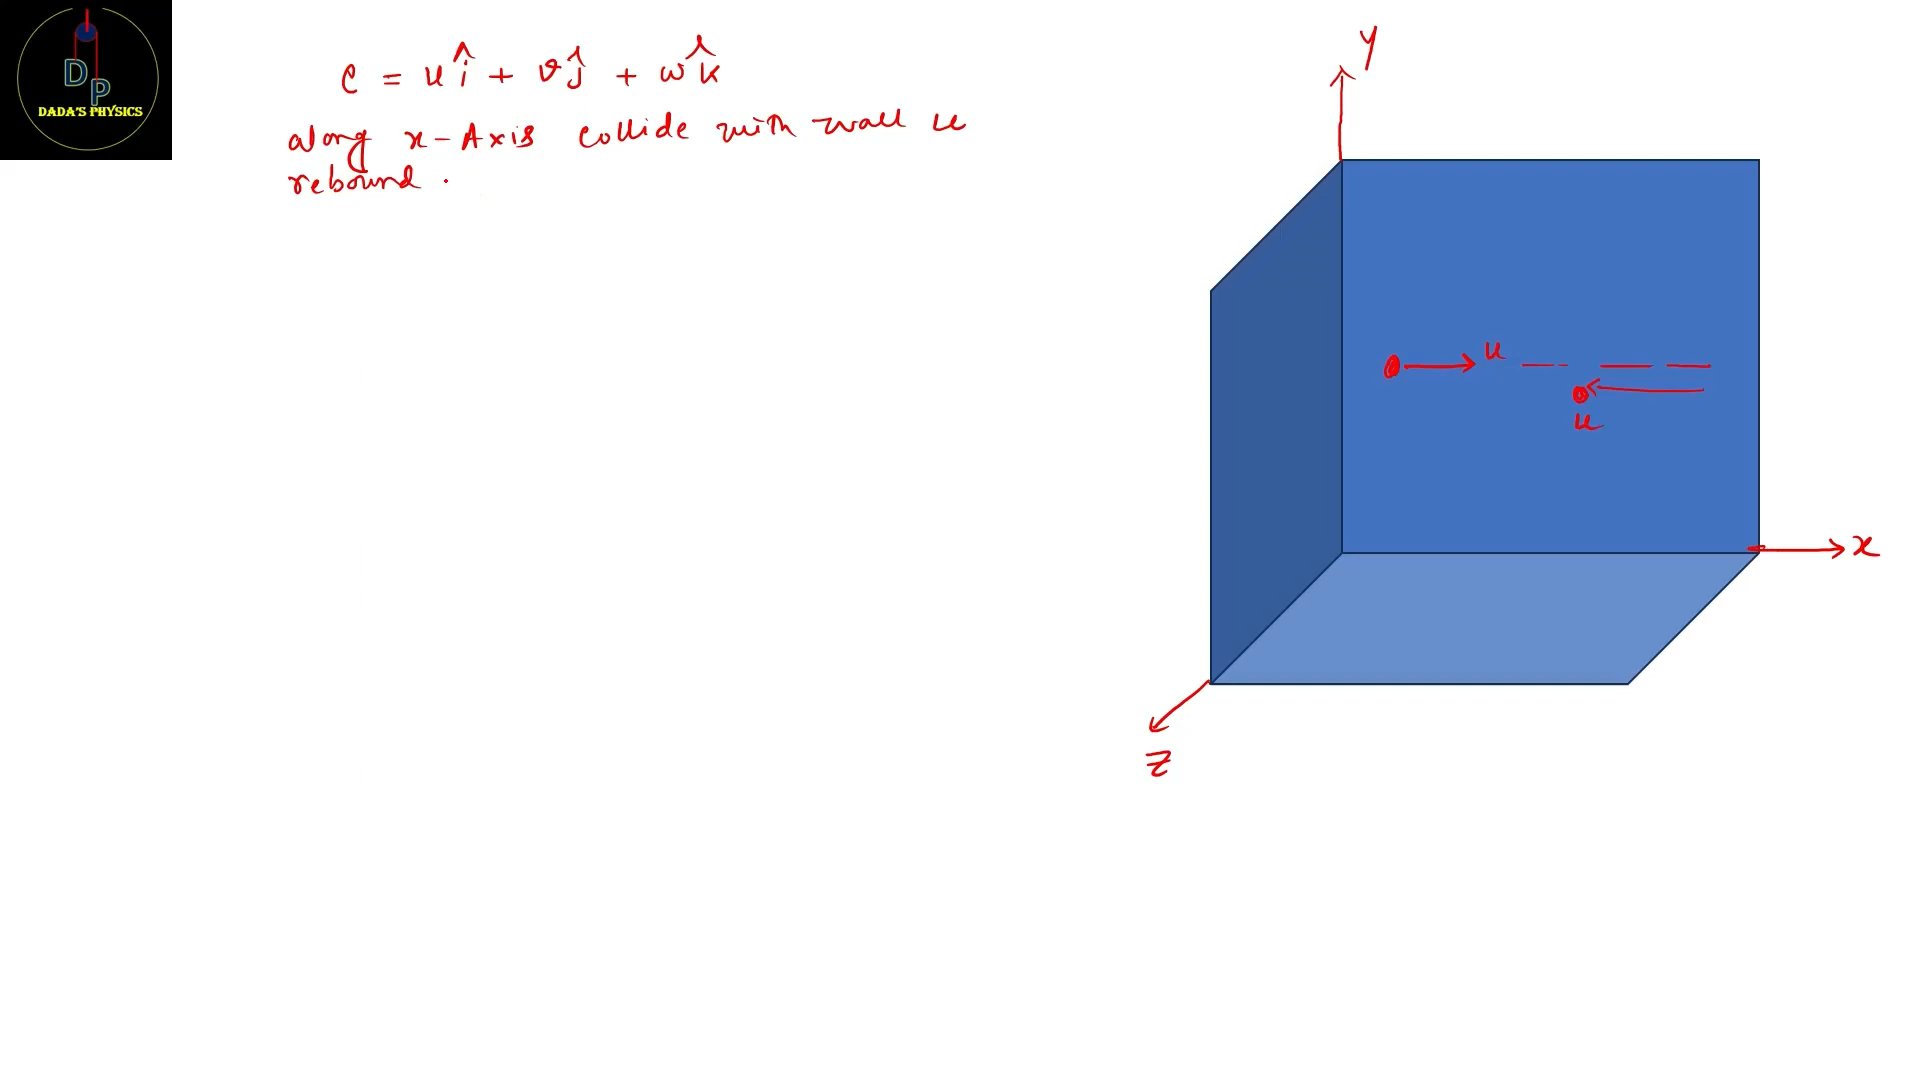 D
P
DADA'S PHYSICS
C = u î + v ĵ + w k̂
along x-Axis collide with wall u
rebound .
y
u
u
x
z